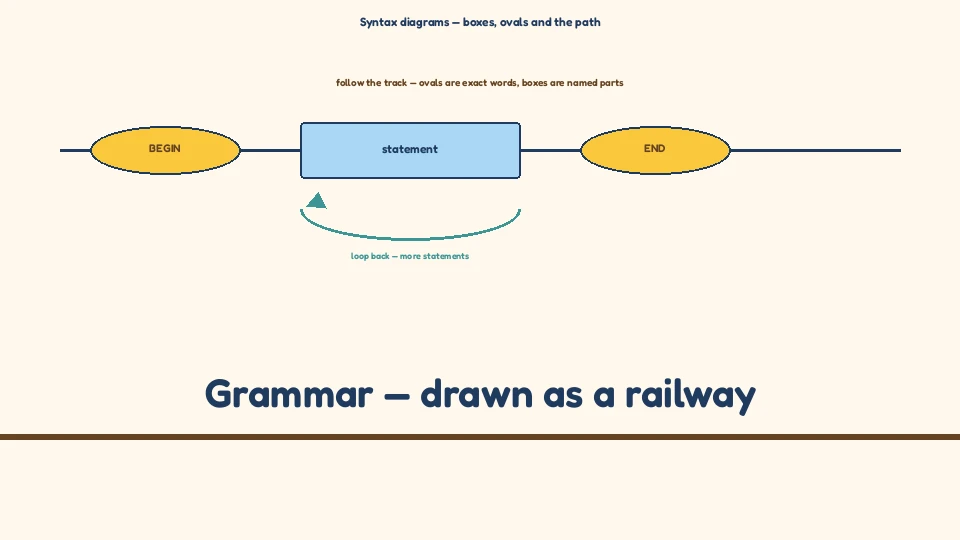 Syntax diagrams — boxes, ovals and the path
follow the track — ovals are exact words, boxes are named parts
BEGIN
statement
END
loop back — more statements
Grammar — drawn as a railway